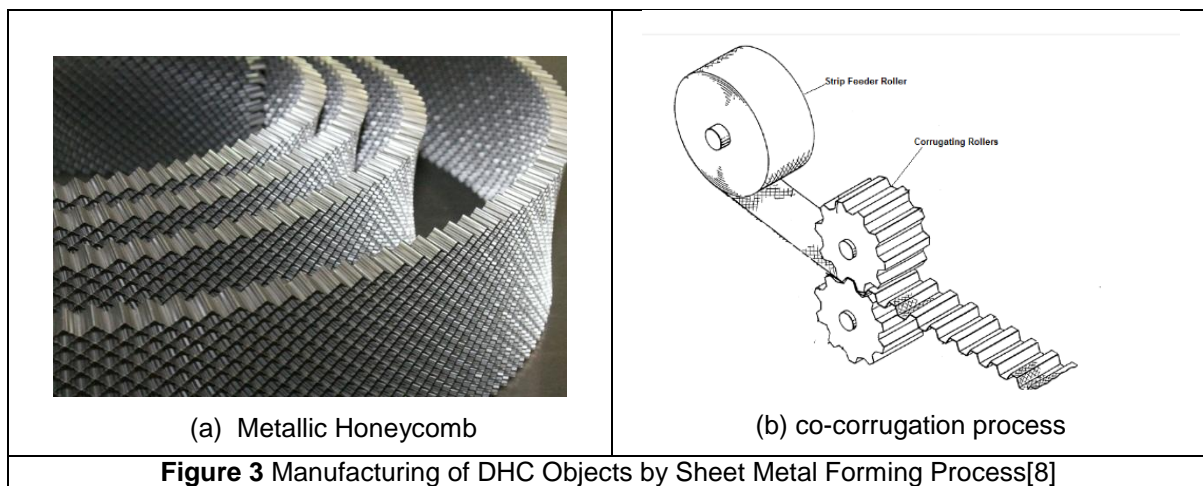 Strip Feeder Roller
Corrugating Rollers
(a) Metallic Honeycomb
(b) co-corrugation process
Figure 3 Manufacturing of DHC Objects by Sheet Metal Forming Process[8]